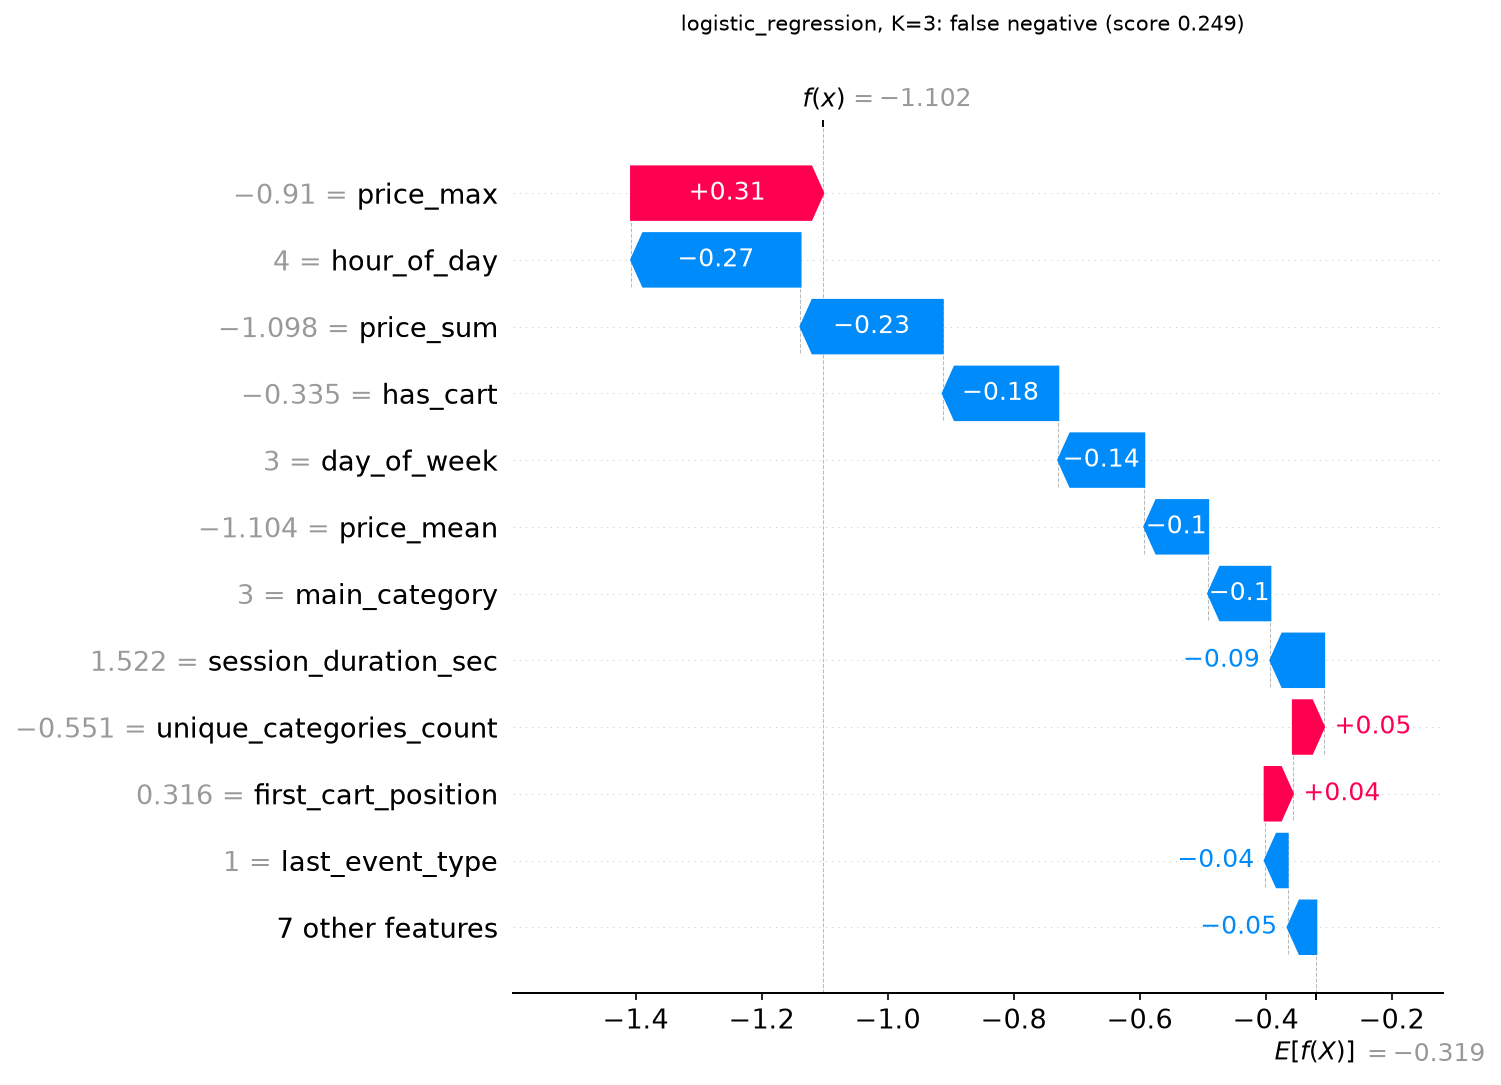 logistic_regression, K=3: false negative (score 0.249)
f(x) = −1.102
−0.91 = price_max +0.31
4 = hour_of_day −0.27
−1.098 = price_sum −0.23
−0.335 = has_cart −0.18
3 = day_of_week −0.14
−1.104 = price_mean −0.1
3 = main_category −0.1
1.522 = session_duration_sec −0.09
−0.551 = unique_categories_count +0.05
0.316 = first_cart_position +0.04
1 = last_event_type −0.04
7 other features −0.05
−1.4 −1.2 −1.0 −0.8 −0.6 −0.4 −0.2
E[f(X)] = −0.319